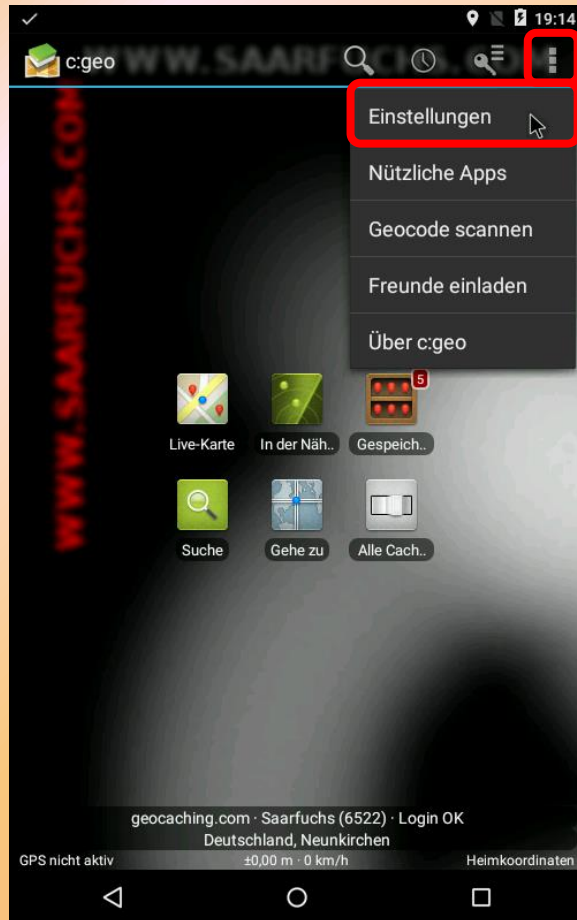 19:14
c:geo
WWW.SAARFUCHS.COM
Einstellungen
Nützliche Apps
Geocode scannen
Freunde einladen
Über c:geo
WWW.SAARFUCHS.COM
5
Live-Karte
In der Näh..
Gespeich..
Suche
Gehe zu
Alle Cach..
geocaching.com · Saarfuchs (6522) · Login OK
Deutschland, Neunkirchen
GPS nicht aktiv
±0,00 m · 0 km/h
Heimkoordinaten